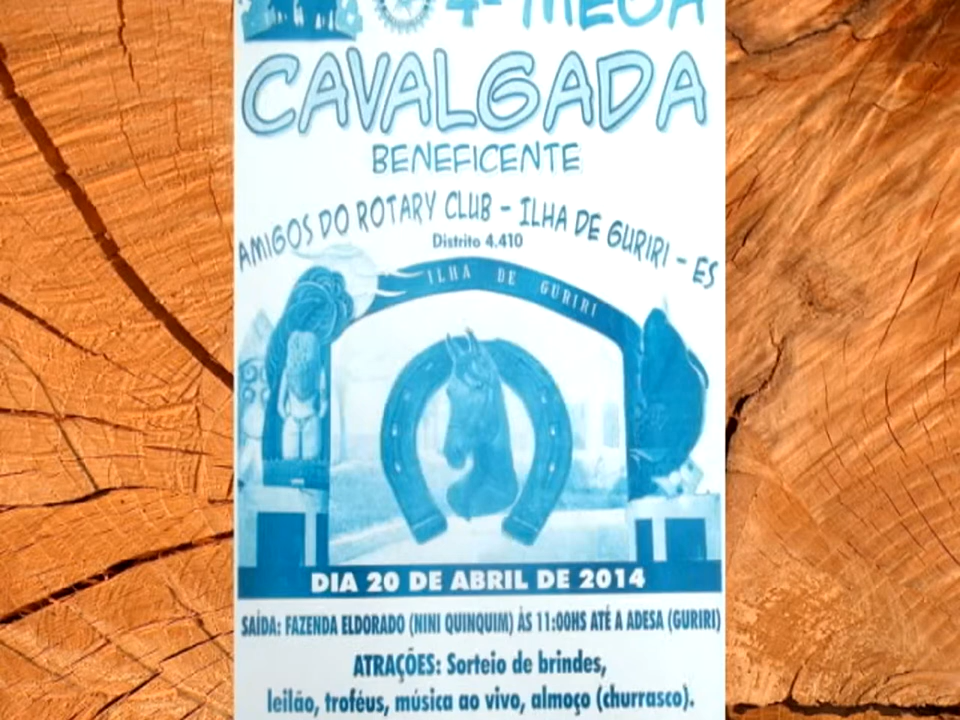 4ª MEGA
CAVALGADA
BENEFICENTE
AMIGOS DO ROTARY CLUB - ILHA DE GURIRI - ES
Distrito 4.410
ILHA DE GURIRI
DIA 20 DE ABRIL DE 2014
SAÍDA: FAZENDA ELDORADO (NINI QUINQUIM) ÀS 11:00HS ATÉ A ADESA (GURIRI)
ATRAÇÕES: Sorteio de brindes,
leilão, troféus, música ao vivo, almoço (churrasco).